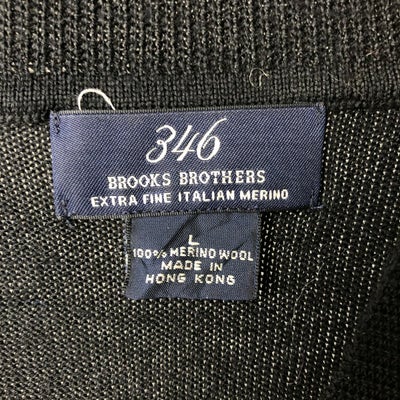 346
BROOKS BROTHERS
EXTRA FINE ITALIAN MERINO
L
100% MERINO WOOL
MADE IN
HONG KONG